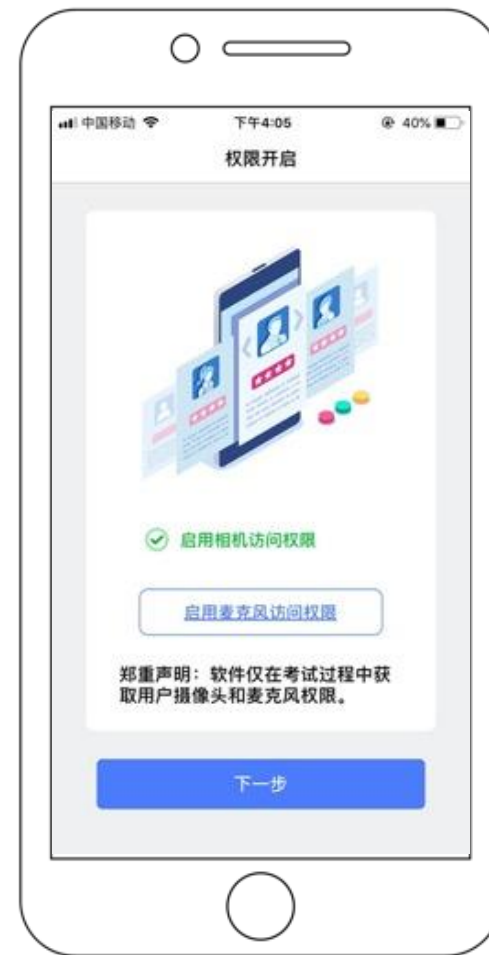 中国移动 下午4:05 40%
权限开启
启用相机访问权限
启用麦克风访问权限
郑重声明：软件仅在考试过程中获
取用户摄像头和麦克风权限。
下一步